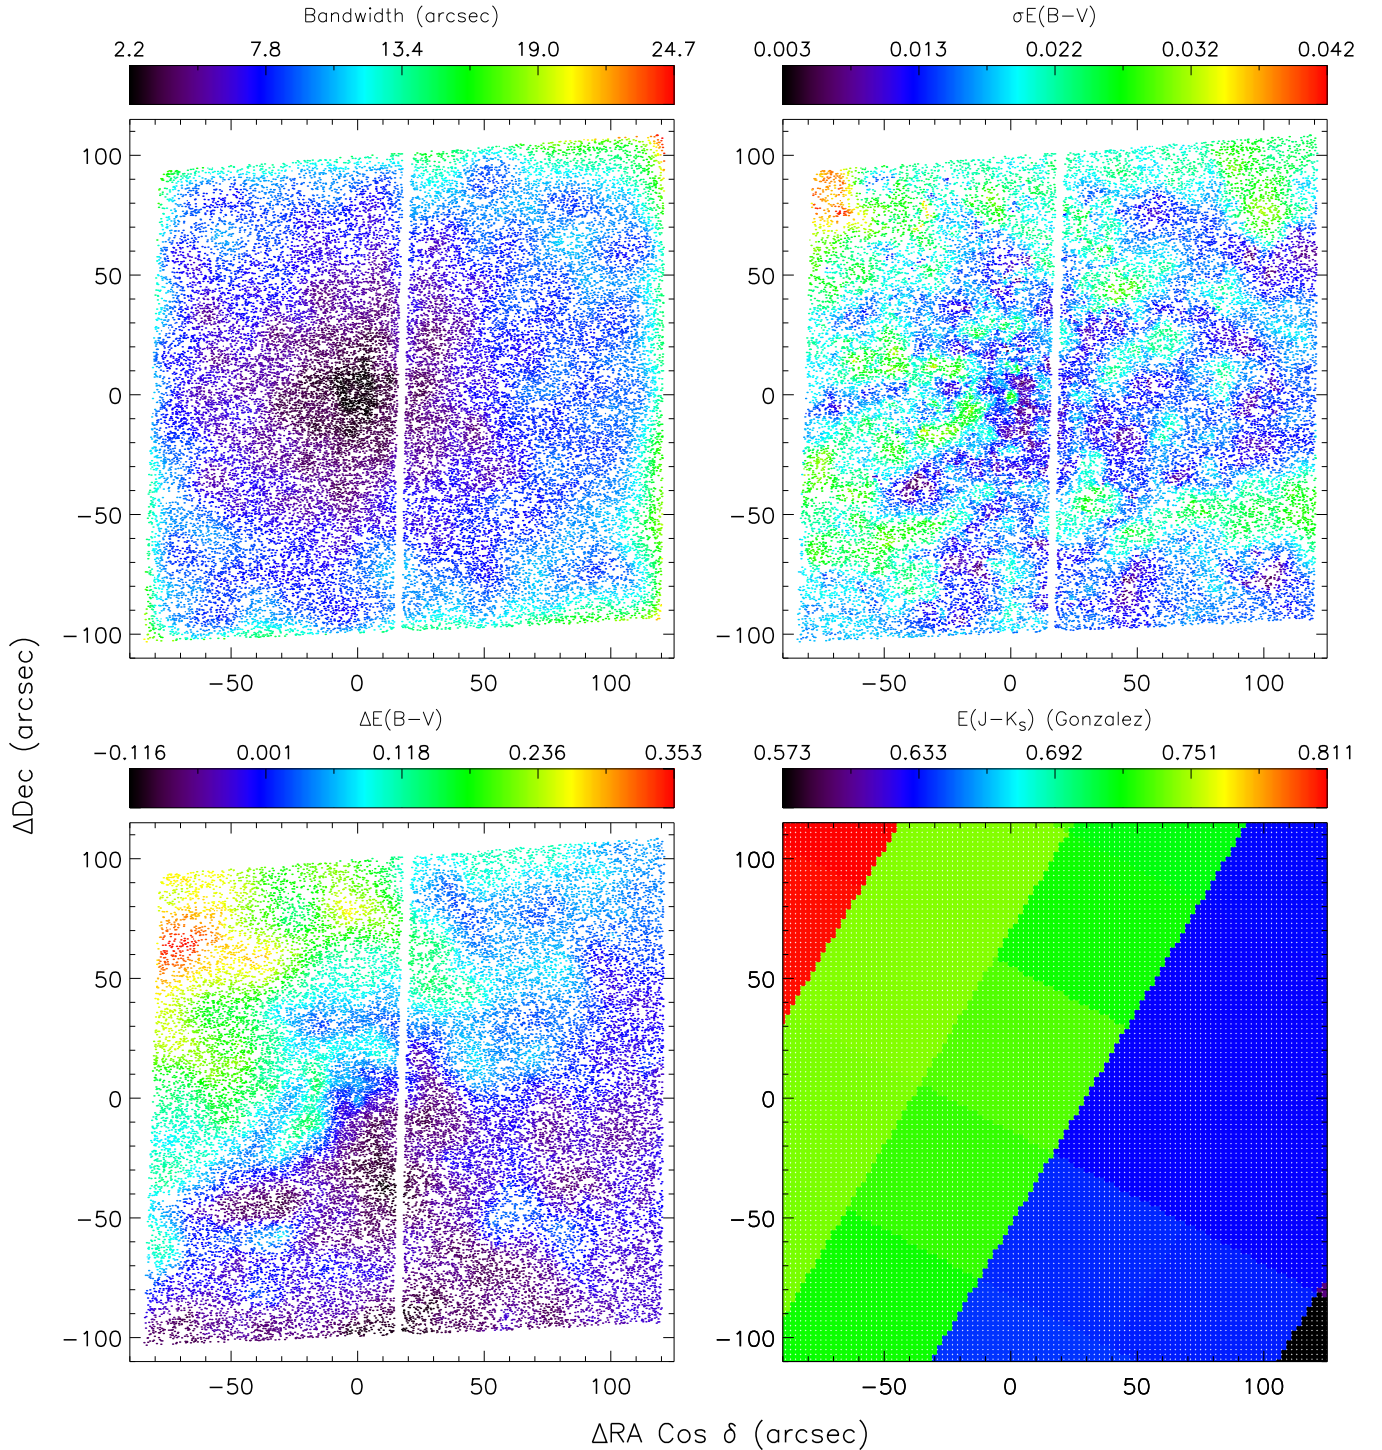 Bandwidth (arcsec)
2.2 7.8 13.4 19.0 24.7
σE(B−V)
0.003 0.013 0.022 0.032 0.042
100
50
0
−50
−100
−50 0 50 100
100
50
0
−50
−100
−50 0 50 100
ΔE(B−V)
−0.116 0.001 0.118 0.236 0.353
E(J−Ks) (Gonzalez)
0.573 0.633 0.692 0.751 0.811
100
50
0
−50
−100
−50 0 50 100
100
50
0
−50
−100
−50 0 50 100
ΔDec (arcsec)
ΔRA Cos δ (arcsec)